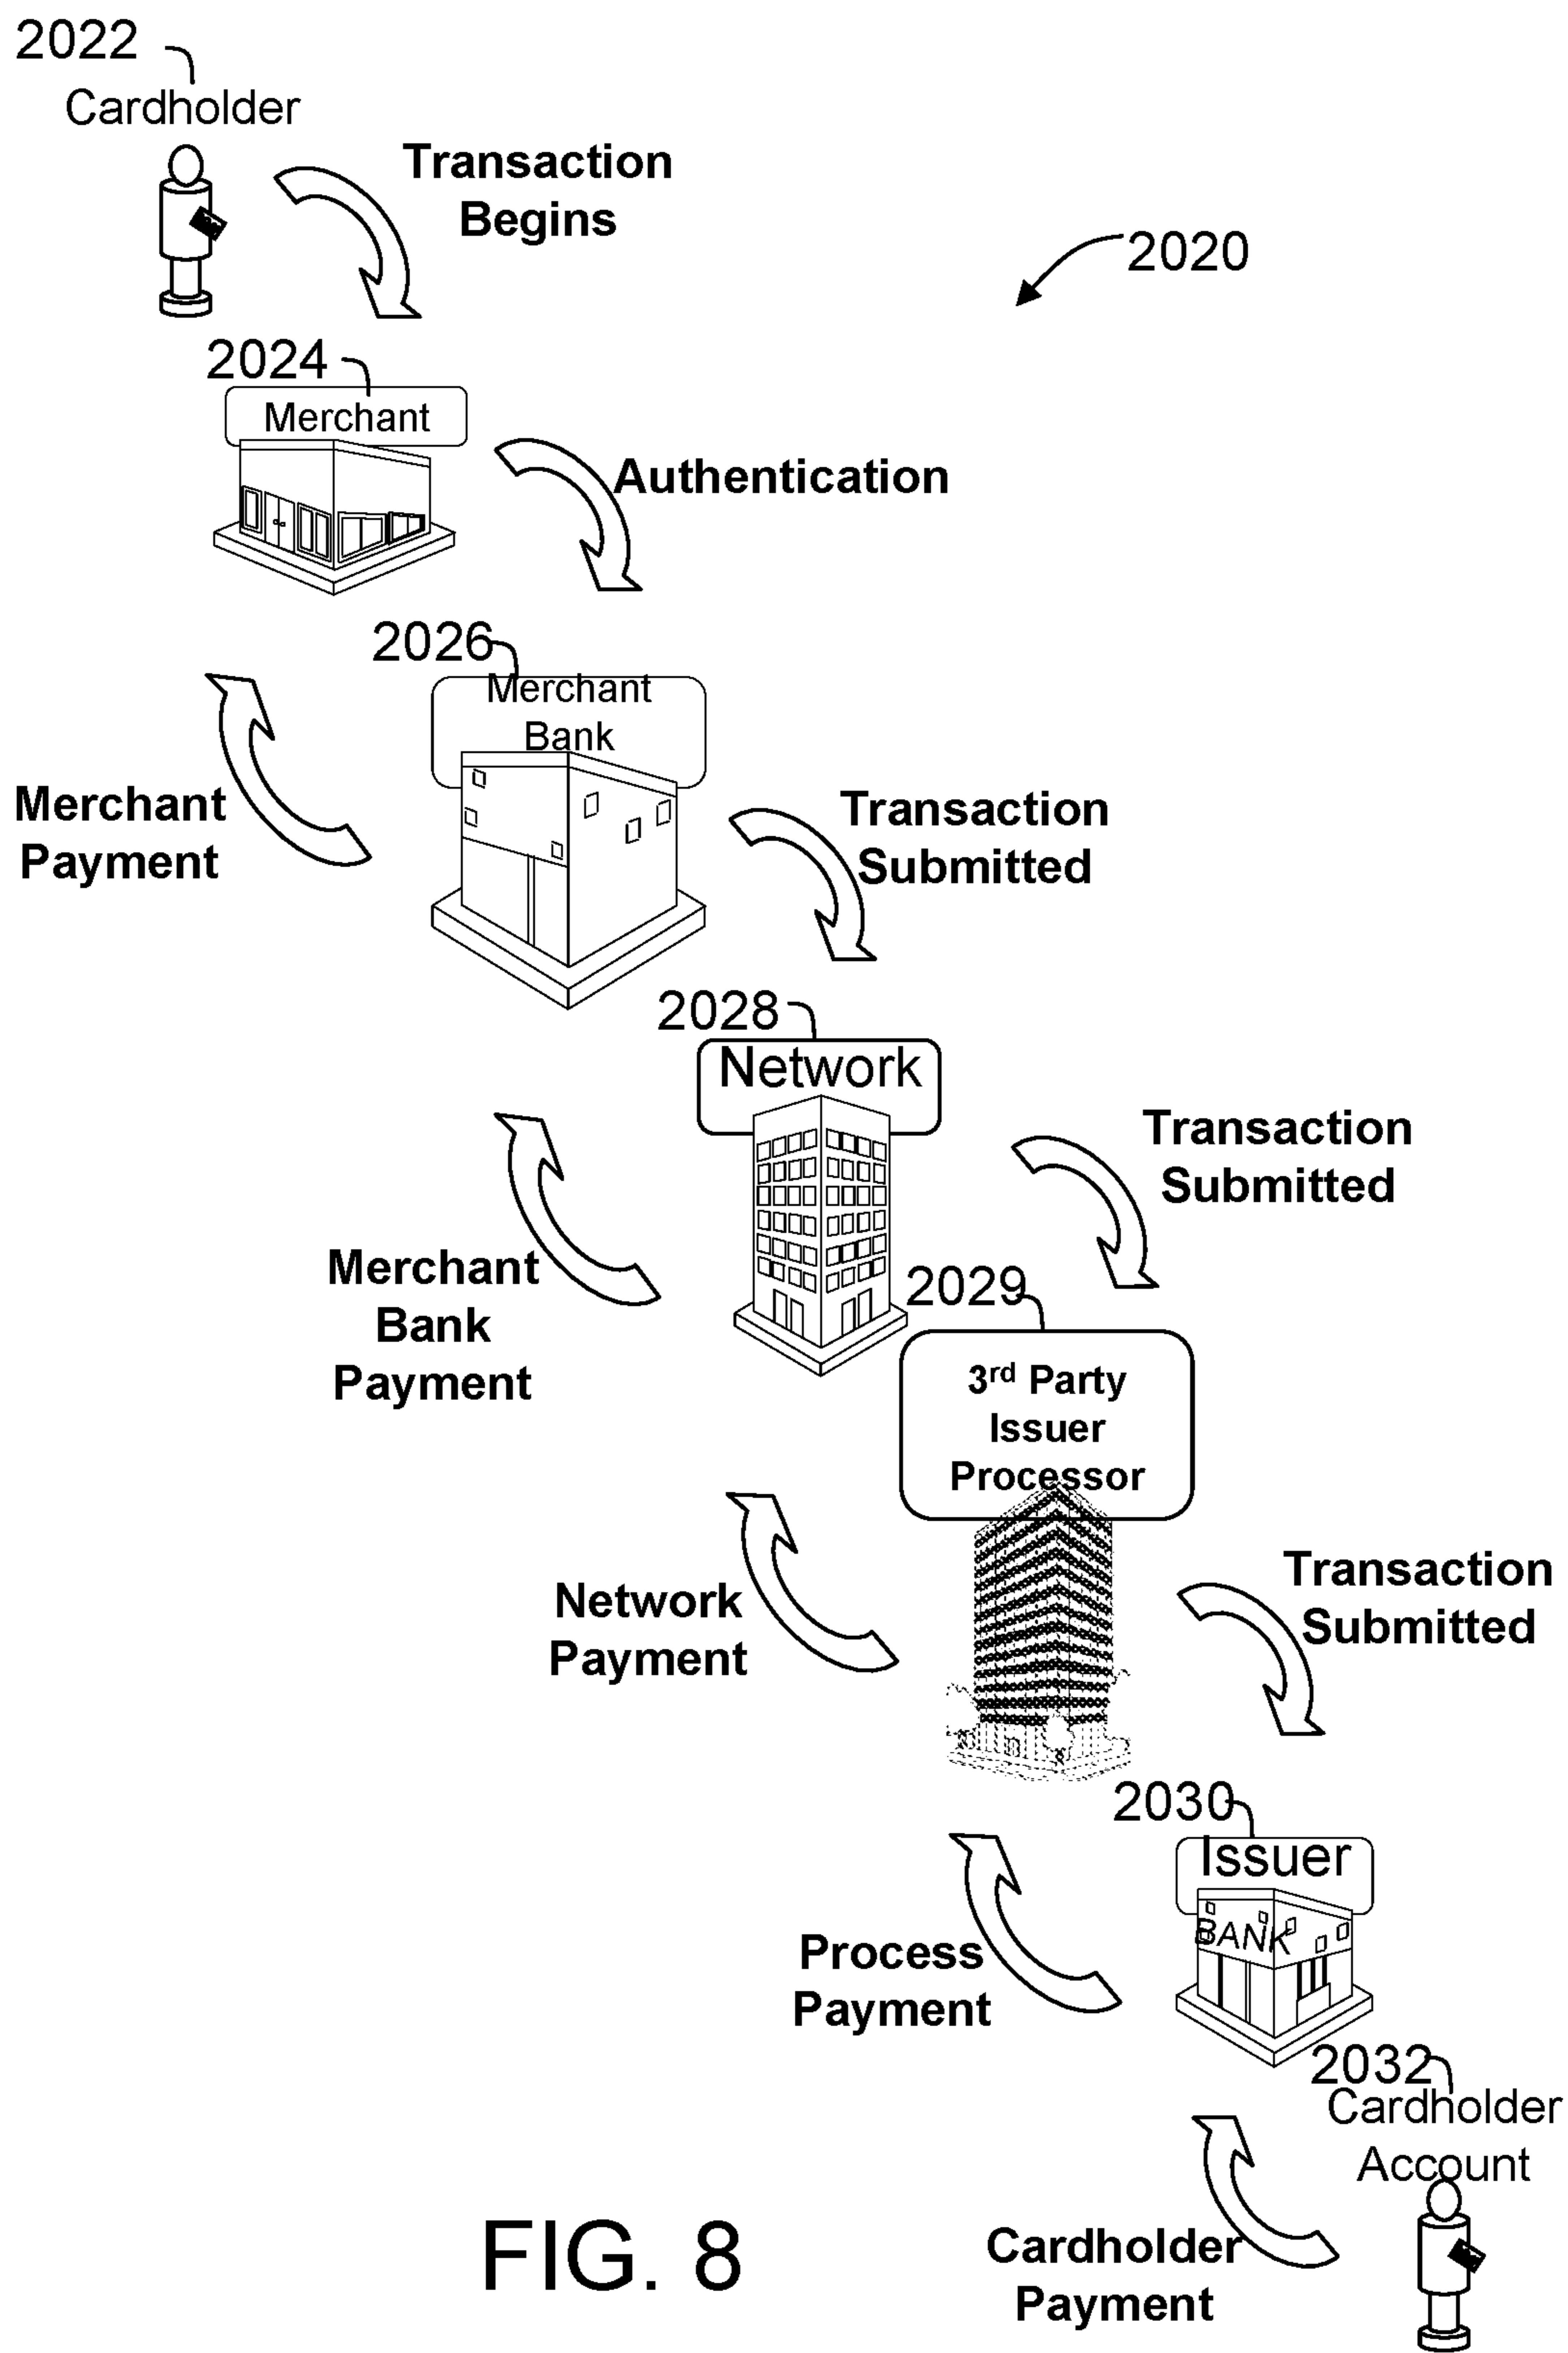 2022
Cardholder
Transaction
Begins
2020
2024
Merchant
Authentication
2026
Merchant
Bank
Merchant
Payment
Transaction
Submitted
2028
Network
Transaction
Submitted
Merchant
Bank
Payment
2029
3rd Party
Issuer
Processor
Network
Payment
Transaction
Submitted
2030
Issuer
BANK
Process
Payment
2032
Cardholder
Account
Cardholder
Payment
FIG. 8